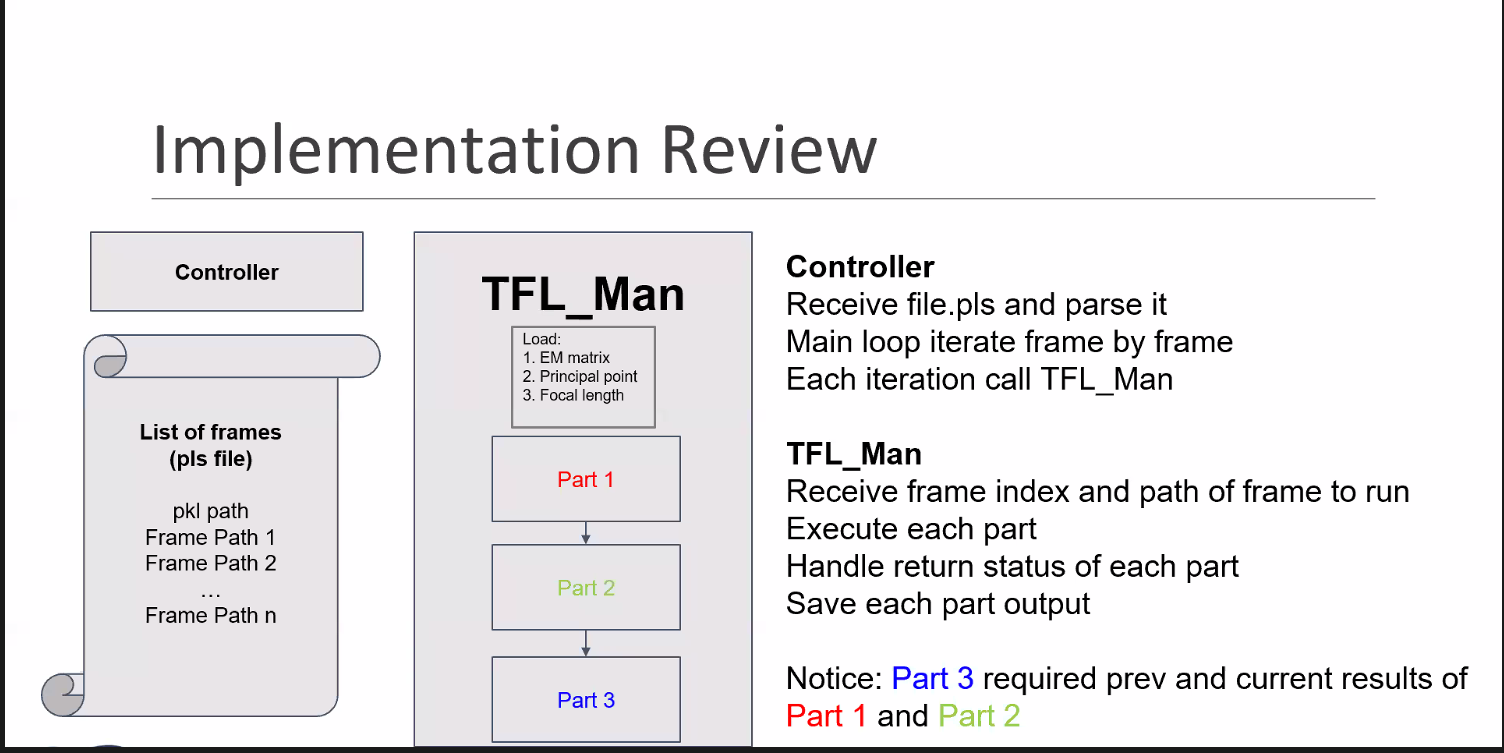 Implementation Review
Controller
List of frames
(pls file)
pkl path
Frame Path 1
Frame Path 2
...
Frame Path n
TFL_Man
Load:
1. EM matrix
2. Principal point
3. Focal length
Part 1
Part 2
Part 3
Controller
Receive file.pls and parse it
Main loop iterate frame by frame
Each iteration call TFL_Man
TFL_Man
Receive frame index and path of frame to run
Execute each part
Handle return status of each part
Save each part output
Notice: Part 3 required prev and current results of
Part 1 and Part 2